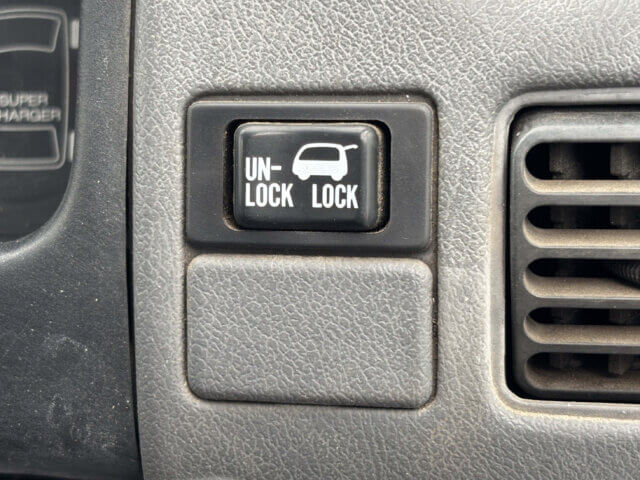 SUPER
CHARGER
UN-
LOCK LOCK